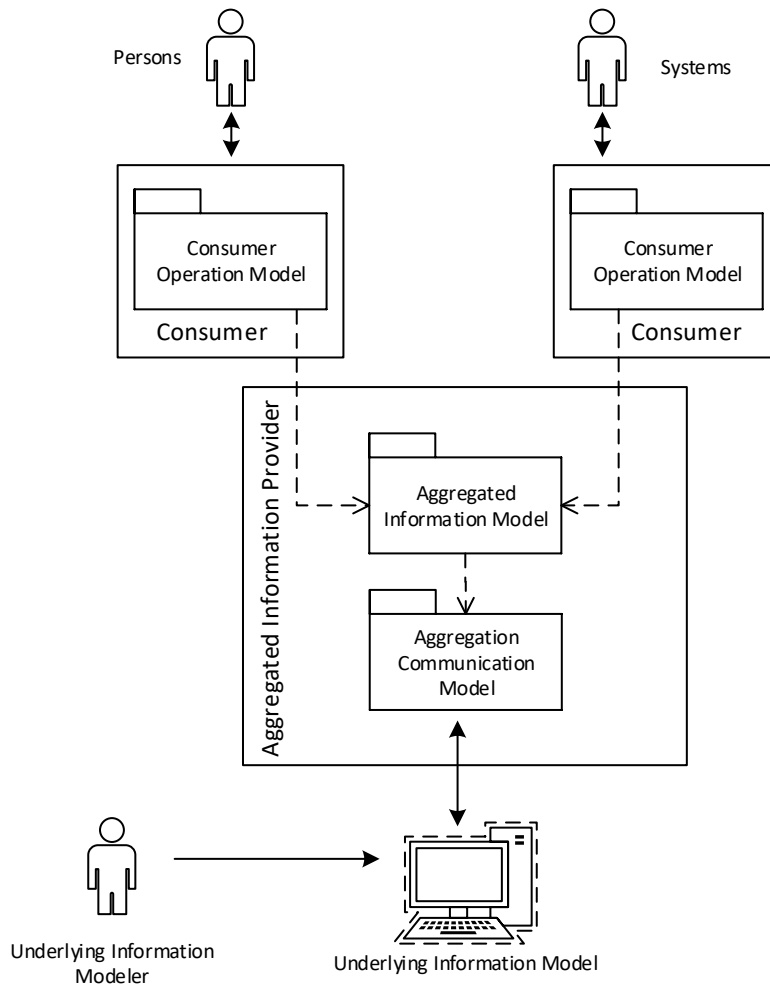 Persons
Systems
Consumer
Operation Model
Consumer
Consumer
Operation Model
Consumer
Aggregated Information Provider
Aggregated
Information Model
Aggregation
Communication
Model
Underlying Information
Modeler
Underlying Information Model